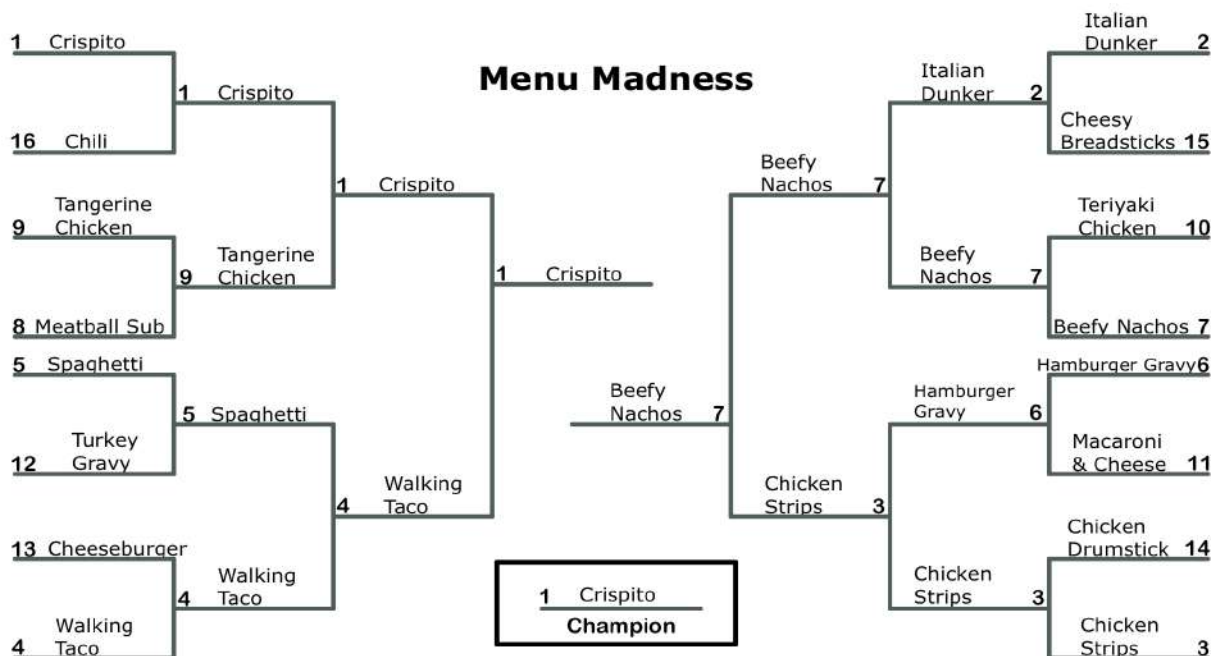 Menu Madness
1 Crispito
16 Chili
Tangerine
9 Chicken
8 Meatball Sub
5 Spaghetti
Turkey
12 Gravy
13 Cheeseburger
Walking
4 Taco
1 Crispito
Tangerine
9 Chicken
5 Spaghetti
Walking
4 Taco
1 Crispito
Walking
4 Taco
1 Crispito
Beefy
Nachos 7
Beefy
Nachos 7
Chicken
Strips 3
Italian
Dunker 2
Beefy
Nachos 7
Hamburger
Gravy 6
Chicken
Strips 3
Italian
Dunker 2
Cheesy
Breadsticks 15
Teriyaki
Chicken 10
Beefy Nachos 7
Hamburger Gravy 6
Macaroni
& Cheese 11
Chicken
Drumstick 14
Chicken
Strips 3
1 Crispito
Champion